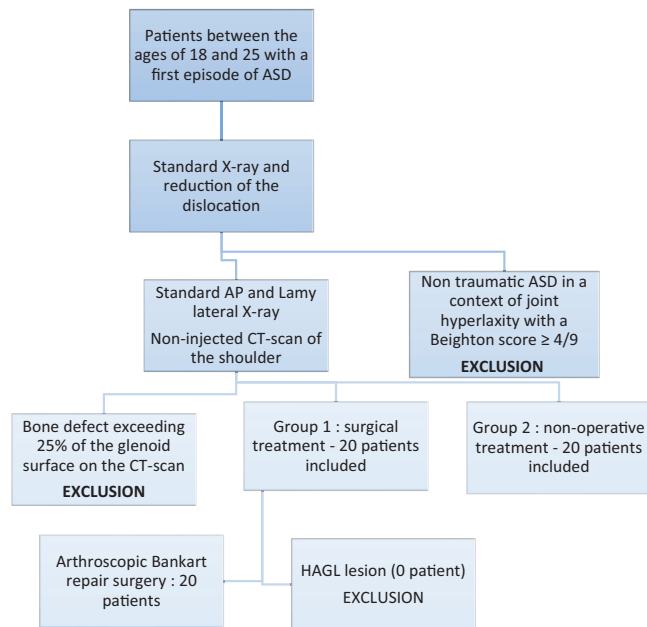 Patients between the
ages of 18 and 25 with a
first episode of ASD
Standard X-ray and
reduction of the
dislocation
Standard AP and Lamy
lateral X-ray
Non-injected CT-scan of
the shoulder
Non traumatic ASD in a
context of joint
hyperlaxity with a
Beighton score ≥ 4/9
EXCLUSION
Bone defect exceeding
25% of the glenoid
surface on the CT-scan
EXCLUSION
Group 1 : surgical
treatment - 20 patients
included
Group 2 : non-operative
treatment - 20 patients
included
Arthroscopic Bankart
repair surgery : 20
patients
HAGL lesion (0 patient)
EXCLUSION